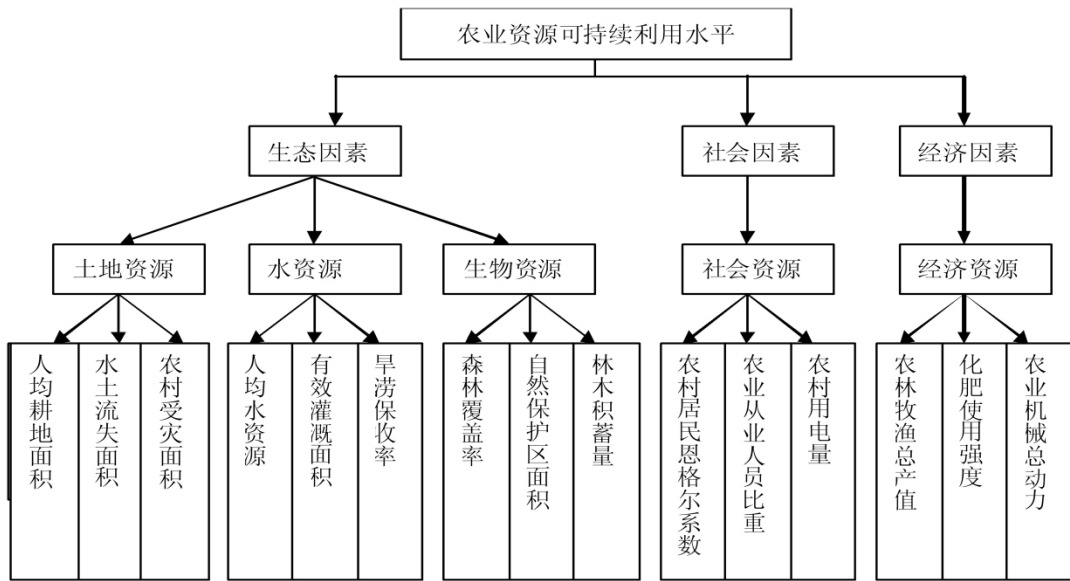 农业资源可持续利用水平
生态因素
社会因素
经济因素
土地资源
水资源
生物资源
社会资源
经济资源
人均耕地面积
水土流失面积
农村受灾面积
人均水资源
有效灌溉面积
旱涝保收率
森林覆盖率
自然保护区面积
林木积蓄量
农村居民恩格尔系数
农业从业人员比重
农村用电量
农林牧渔总产值
化肥使用强度
农业机械总动力